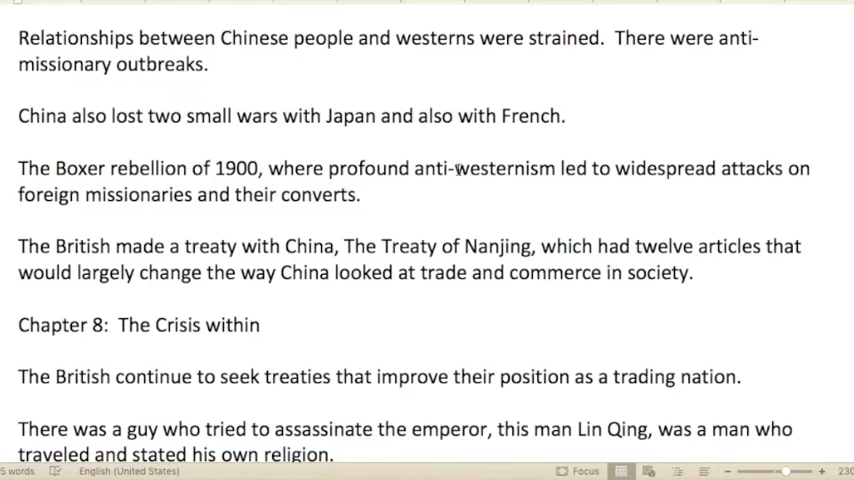 Relationships between Chinese people and westerns were strained.  There were anti-
missionary outbreaks.
China also lost two small wars with Japan and also with French.
The Boxer rebellion of 1900, where profound anti-westernism led to widespread attacks on
foreign missionaries and their converts.
The British made a treaty with China, The Treaty of Nanjing, which had twelve articles that
would largely change the way China looked at trade and commerce in society.
Chapter 8:  The Crisis within
The British continue to seek treaties that improve their position as a trading nation.
There was a guy who tried to assassinate the emperor, this man Lin Qing, was a man who
traveled and stated his own religion.
5 words English (United States) Focus 230